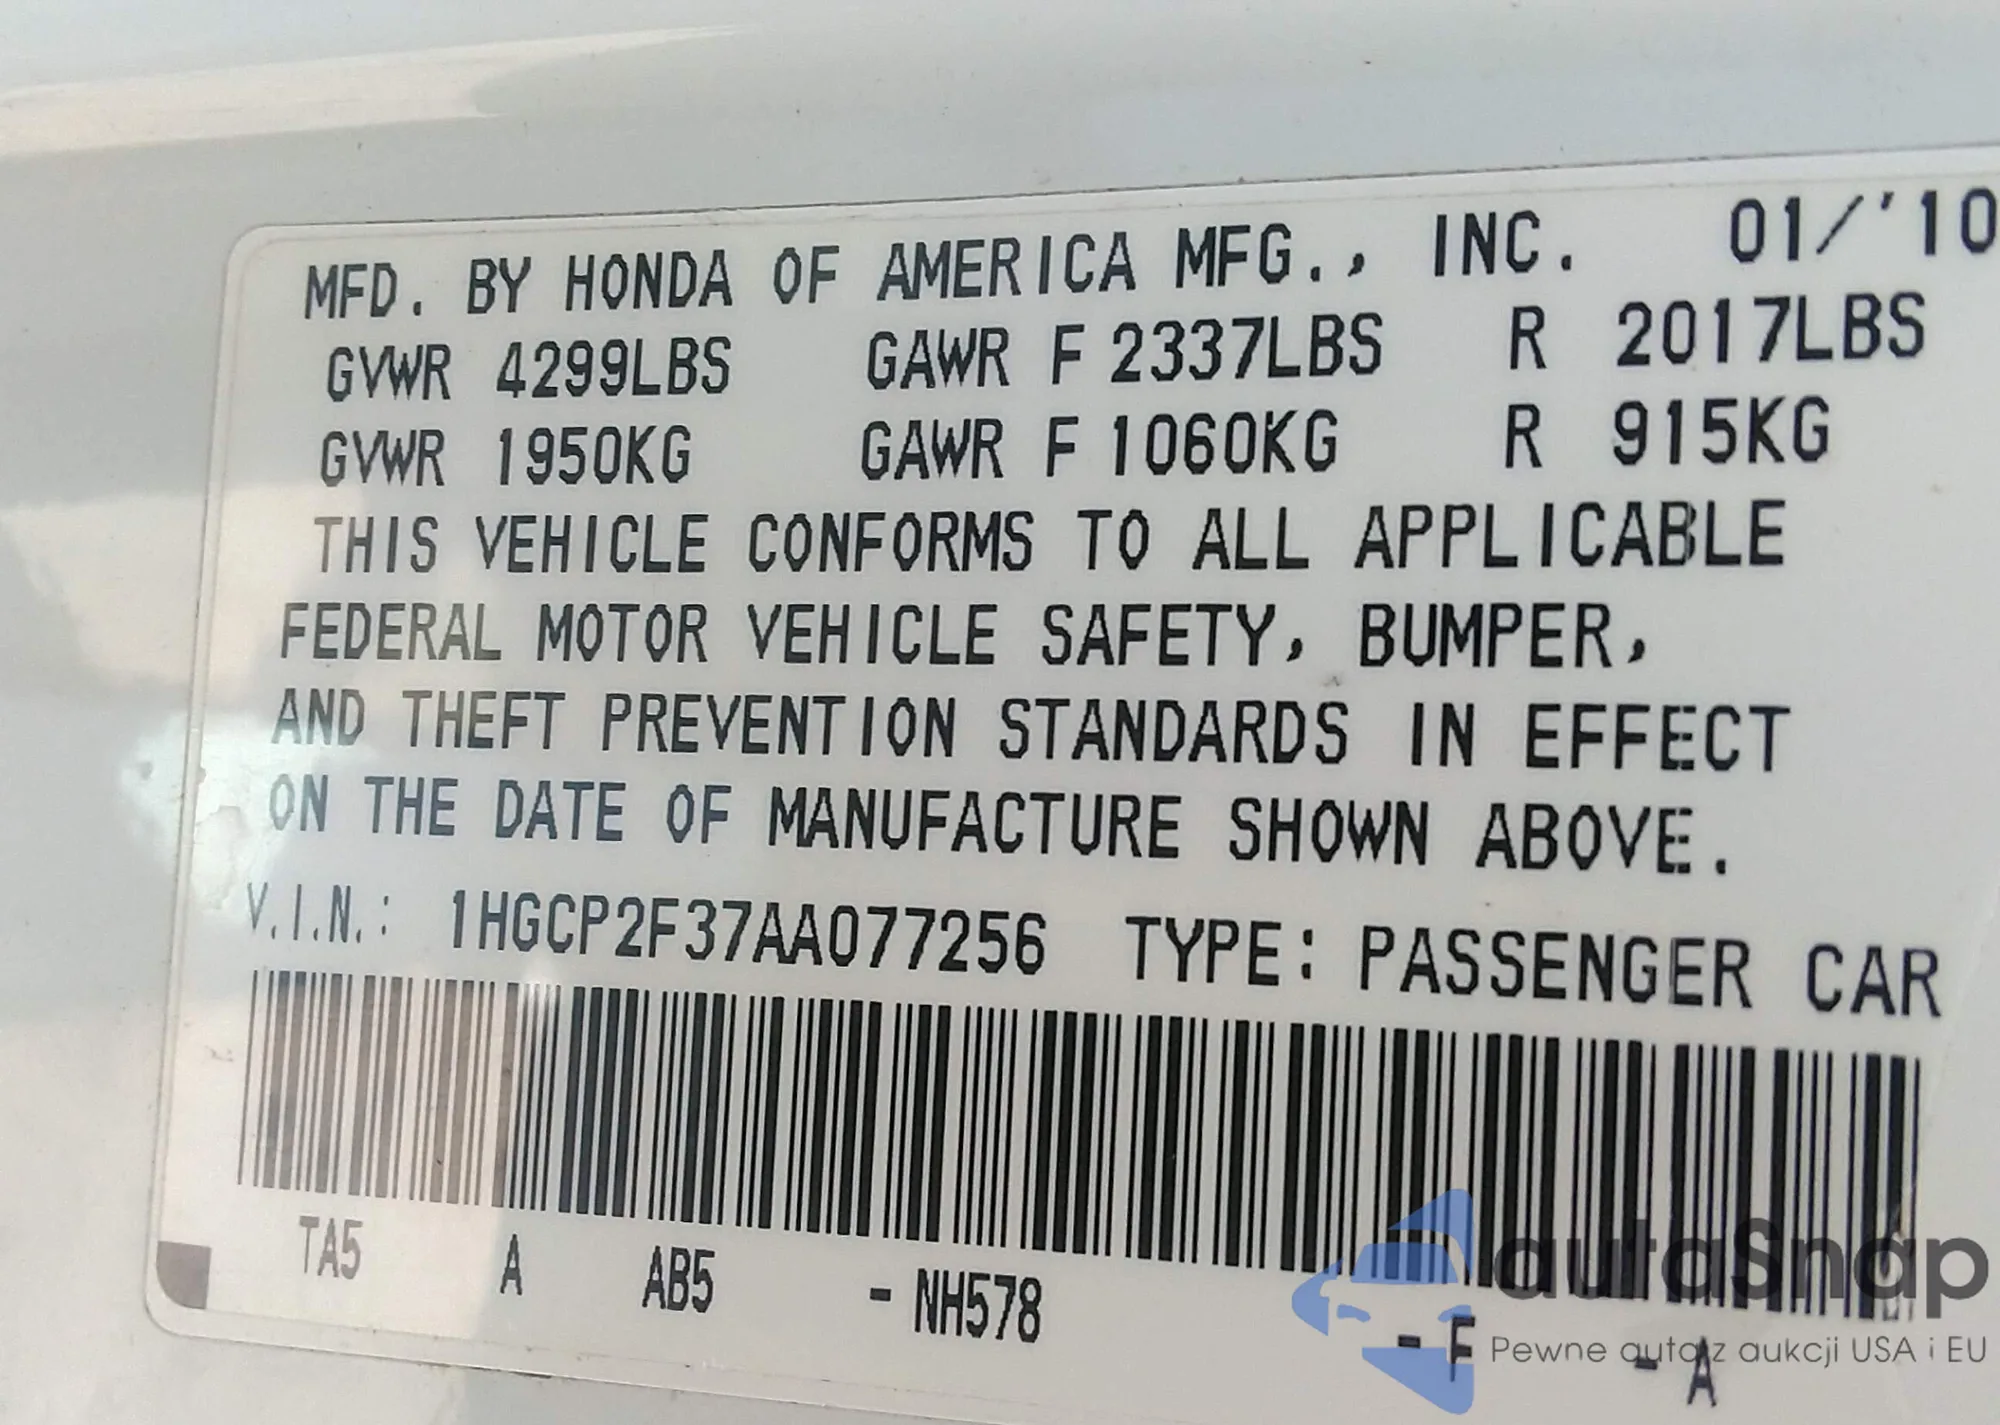 MFD. BY HONDA OF AMERICA MFG., INC. 01/'10
GVWR 4299LBS GAWR F 2337LBS R 2017LBS
GVWR 1950KG GAWR F 1060KG R 915KG
THIS VEHICLE CONFORMS TO ALL APPLICABLE
FEDERAL MOTOR VEHICLE SAFETY, BUMPER,
AND THEFT PREVENTION STANDARDS IN EFFECT
ON THE DATE OF MANUFACTURE SHOWN ABOVE.
V.I.N.: 1HGCP2F37AA077256 TYPE: PASSENGER CAR
TA5 A AB5 - NH578 - F - A
autaSnap
Pewne auta z aukcji USA i EU